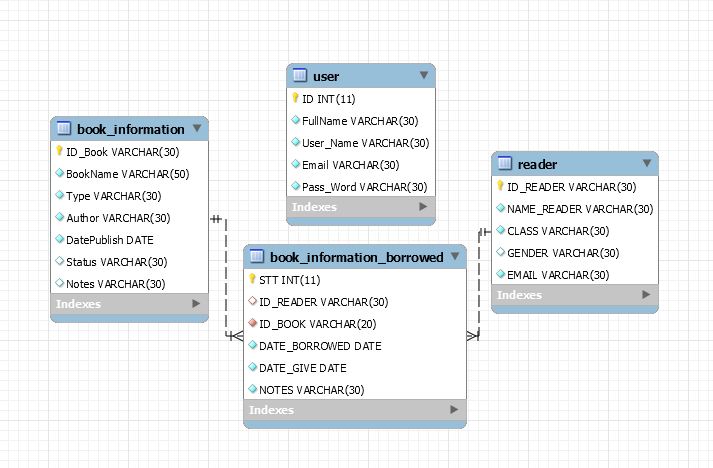 user
ID INT(11)
FullName VARCHAR(30)
User_Name VARCHAR(30)
Email VARCHAR(30)
Pass_Word VARCHAR(30)
Indexes
book_information
ID_Book VARCHAR(30)
BookName VARCHAR(50)
Type VARCHAR(30)
Author VARCHAR(30)
DatePublish DATE
Status VARCHAR(30)
Notes VARCHAR(30)
Indexes
reader
ID_READER VARCHAR(30)
NAME_READER VARCHAR(30)
CLASS VARCHAR(30)
GENDER VARCHAR(30)
EMAIL VARCHAR(30)
Indexes
book_information_borrowed
STT INT(11)
ID_READER VARCHAR(30)
ID_BOOK VARCHAR(20)
DATE_BORROWED DATE
DATE_GIVE DATE
NOTES VARCHAR(30)
Indexes